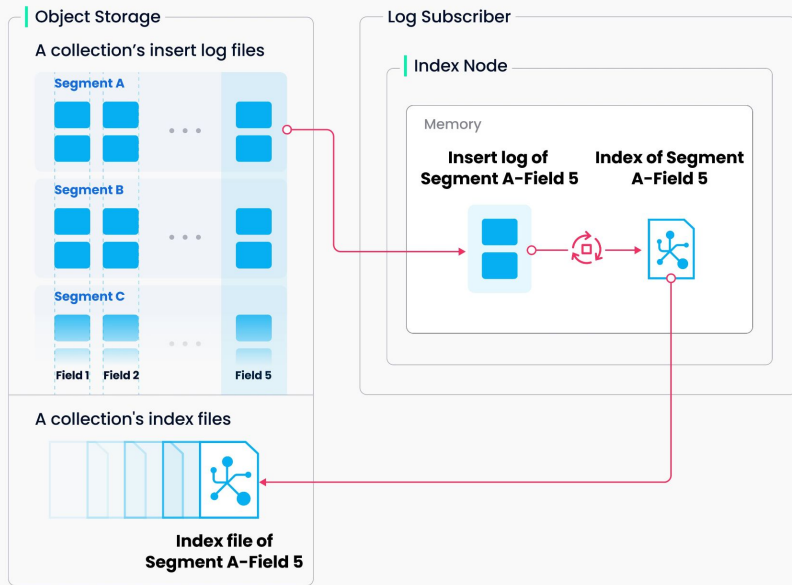 Object Storage
A collection's insert log files
Segment A
Segment B
Segment C
Field 1 Field 2 Field 5
A collection's index files
Index file of
Segment A-Field 5
Log Subscriber
Index Node
Memory
Insert log of
Segment A-Field 5
Index of Segment
A-Field 5